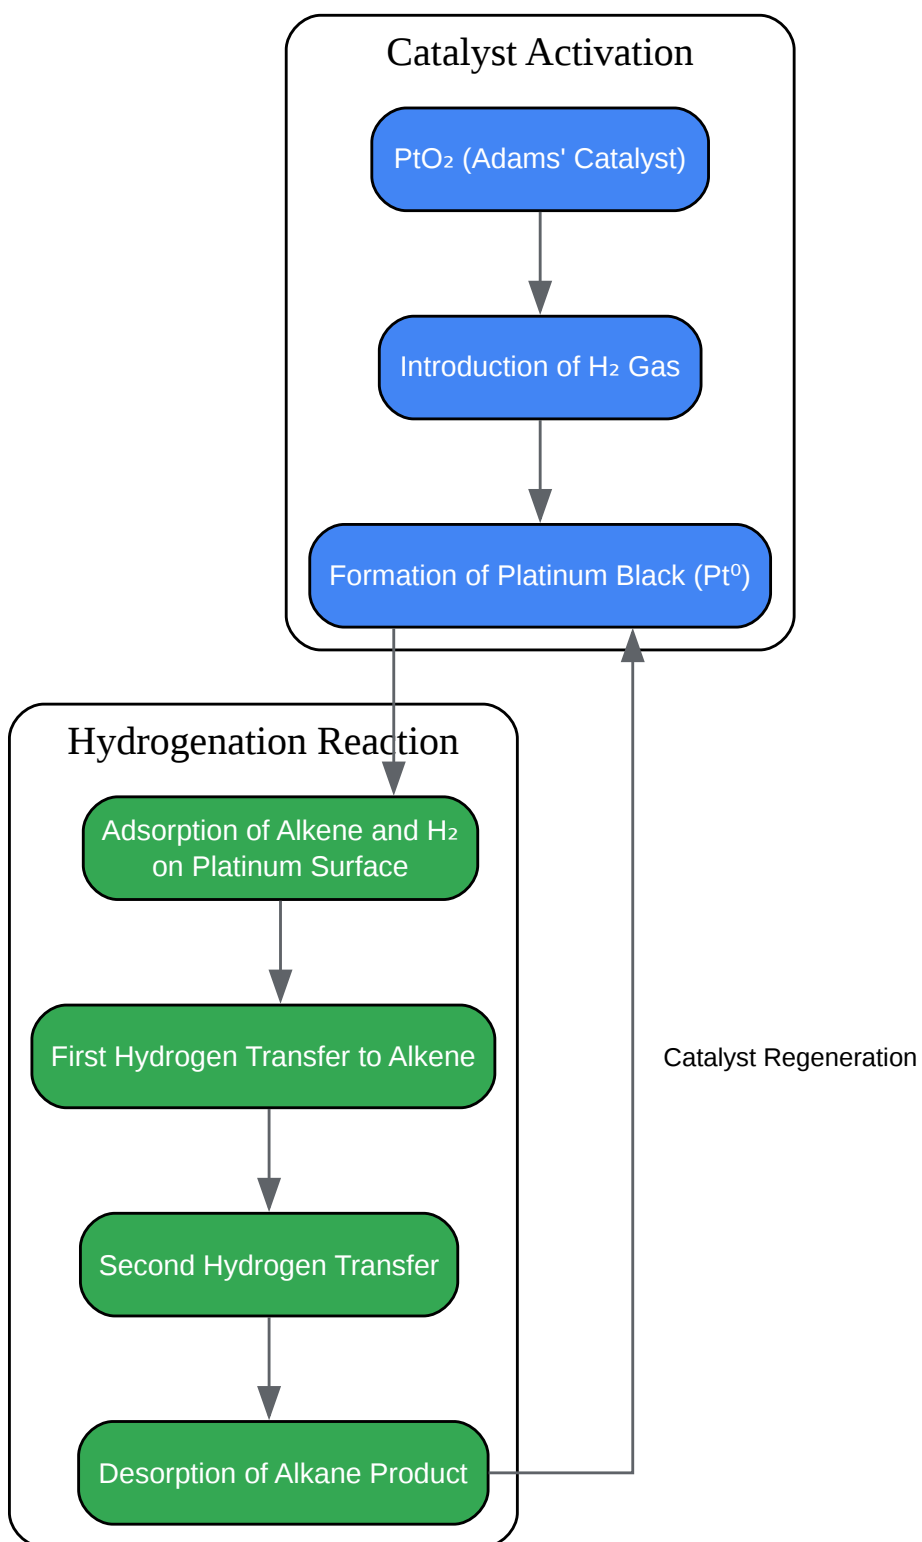 Catalyst Activation
PtO₂ (Adams' Catalyst)
Introduction of H₂ Gas
Formation of Platinum Black (Pt⁰)
Hydrogenation Reaction
Adsorption of Alkene and H₂
on Platinum Surface
First Hydrogen Transfer to Alkene
Catalyst Regeneration
Second Hydrogen Transfer
Desorption of Alkane Product